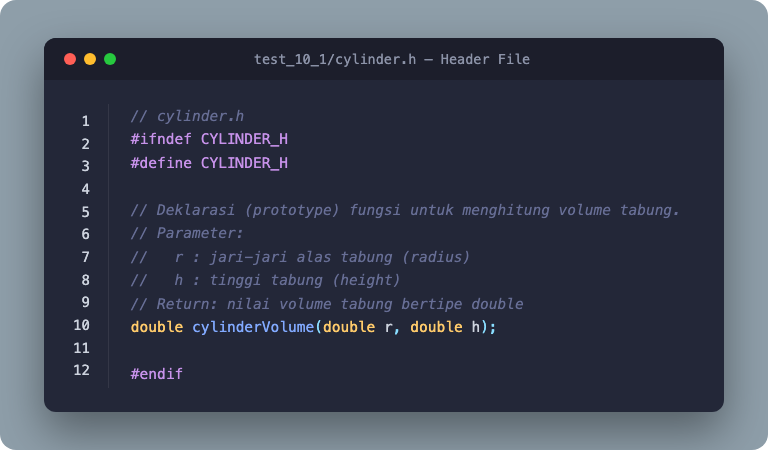 test_10_1/cylinder.h — Header File
1 // cylinder.h
2 #ifndef CYLINDER_H
3 #define CYLINDER_H
4
5 // Deklarasi (prototype) fungsi untuk menghitung volume tabung.
6 // Parameter:
7 //   r : jari-jari alas tabung (radius)
8 //   h : tinggi tabung (height)
9 // Return: nilai volume tabung bertipe double
10 double cylinderVolume(double r, double h);
11
12 #endif